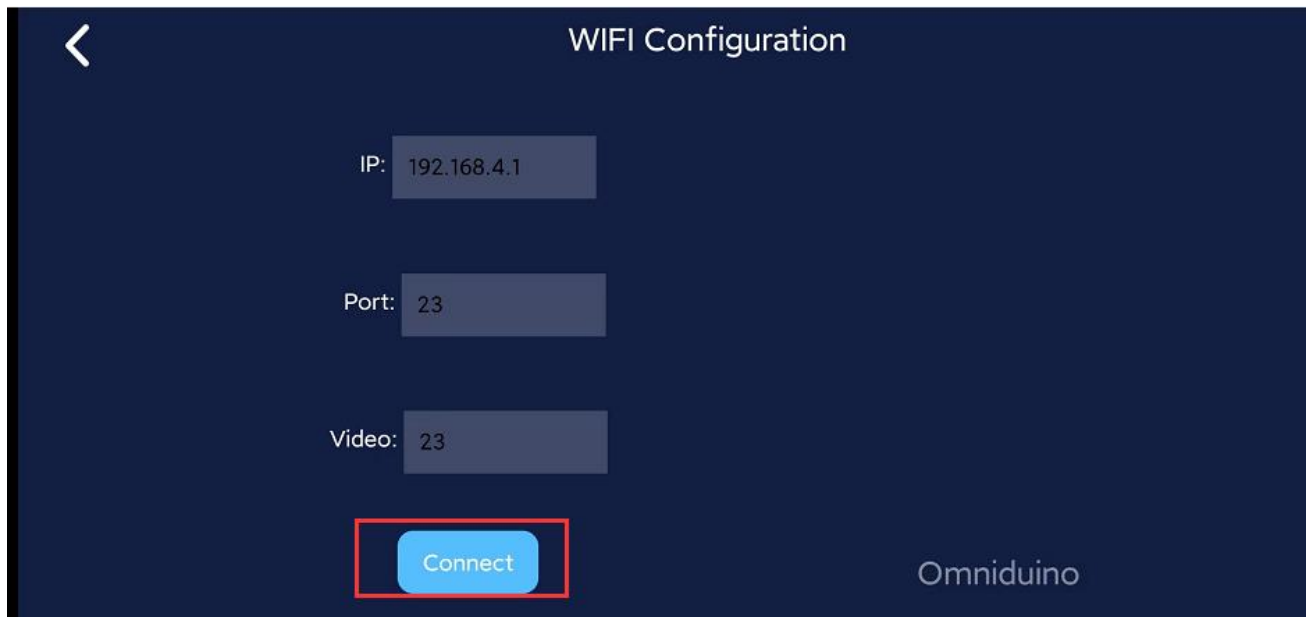 WIFI Configuration
IP: 192.168.4.1
Port: 23
Video: 23
Connect
Omniduino